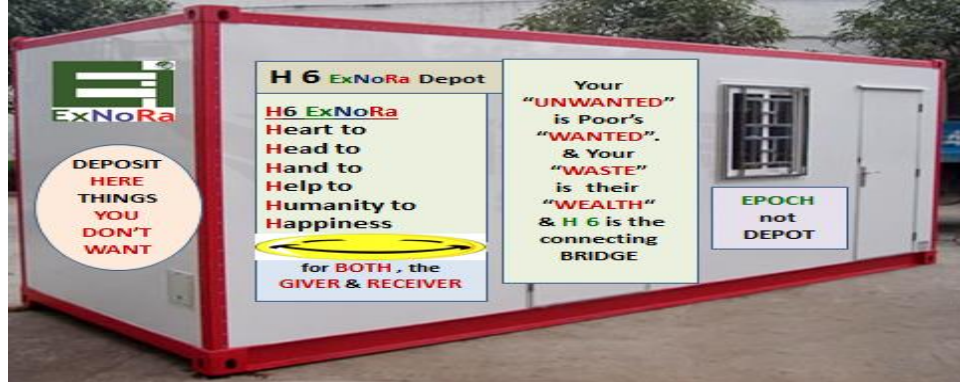 ExNoRa
DEPOSIT
HERE
THINGS
YOU
DON'T
WANT
H 6 ExNoRa Depot
H6 ExNoRa
Heart to
Head to
Hand to
Help to
Humanity to
Happiness
for BOTH , the
GIVER & RECEIVER
Your
"UNWANTED"
is Poor's
"WANTED".
& Your
"WASTE"
is their
"WEALTH"
& H 6 is the
connecting
BRIDGE
EPOCH
not
DEPOT